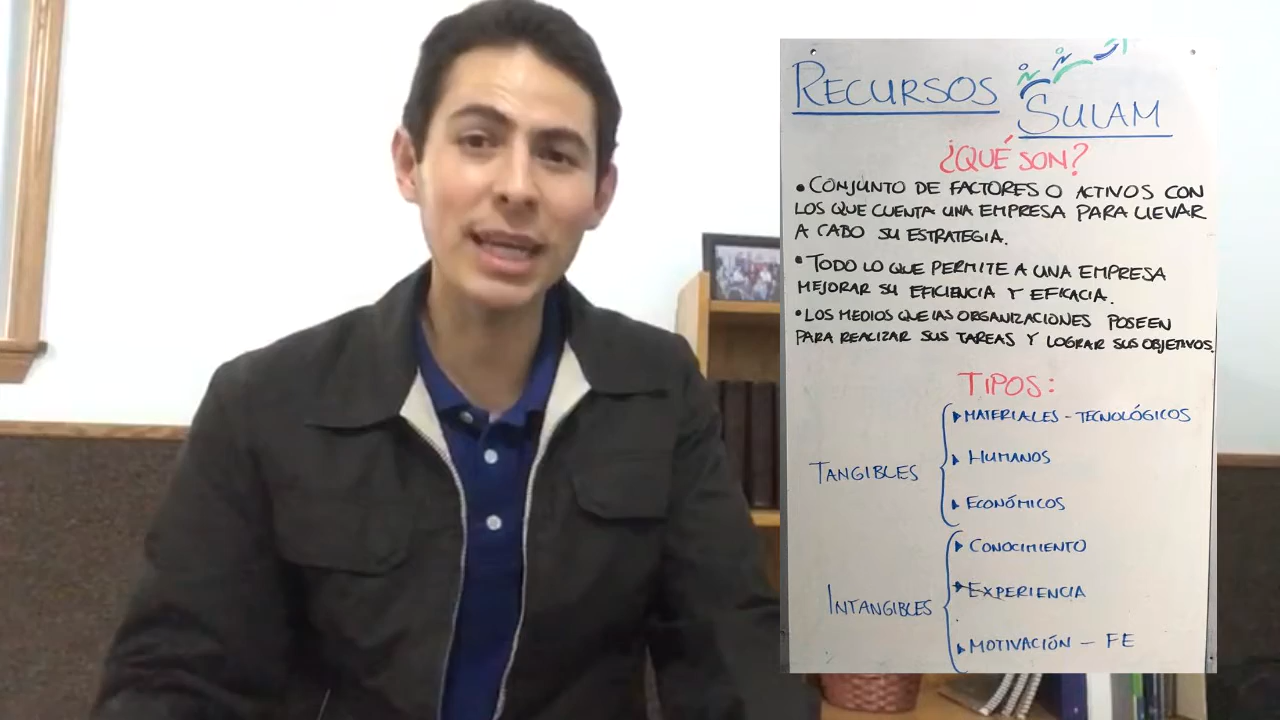 RECURSOS
SULAM
¿QUÉ SON?
• CONJUNTO DE FACTORES O ACTIVOS CON
LOS QUE CUENTA UNA EMPRESA PARA LLEVAR
A CABO SU ESTRATEGIA.
• TODO LO QUE PERMITE A UNA EMPRESA
MEJORAR SU EFICIENCIA Y EFICACIA.
• LOS MEDIOS QUE LAS ORGANIZACIONES POSEEN
PARA REALIZAR SUS TAREAS Y LOGRAR SUS OBJETIVOS.
TIPOS:
TANGIBLES
MATERIALES - TECNOLÓGICOS
HUMANOS
ECONÓMICOS
INTANGIBLES
CONOCIMIENTO
EXPERIENCIA
MOTIVACIÓN - FE